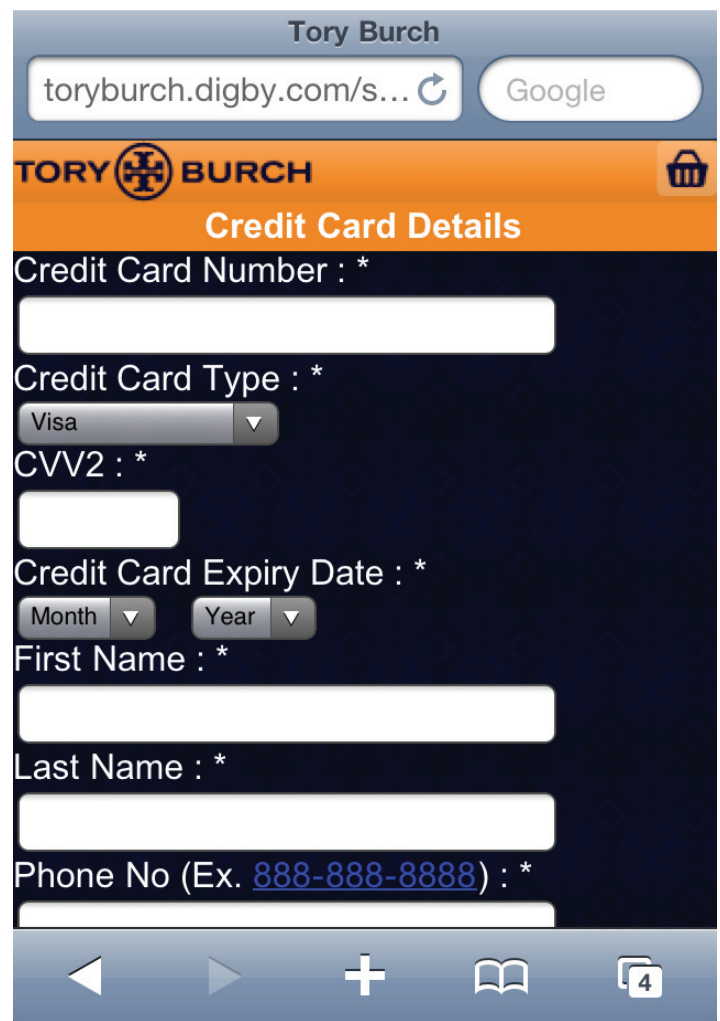 Tory Burch
toryburch.digby.com/s... Google
TORY BURCH
Credit Card Details
Credit Card Number : *
Credit Card Type : *
Visa
CVV2 : *
Credit Card Expiry Date : *
Month Year
First Name : *
Last Name : *
Phone No (Ex. 888-888-8888) : *
4